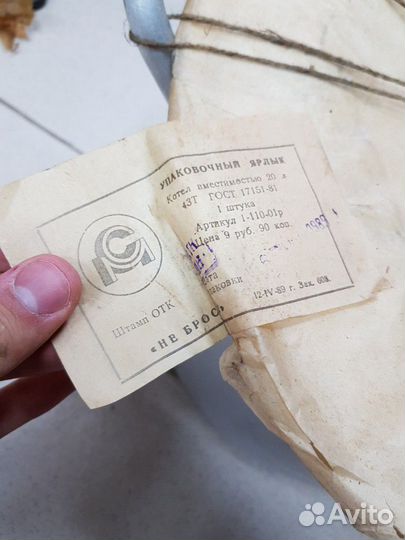 УПАКОВОЧНЫЙ ЯРЛЫК
Котел вместимостью 20 л
43Т ГОСТ 17151-81
1 штука
Артикул 1-110-01р
Цена 9 руб. 90 коп.
1989
Штамп ОТК
12-IV-89 г. Зак. 608.
«НЕ БРОС
Avito